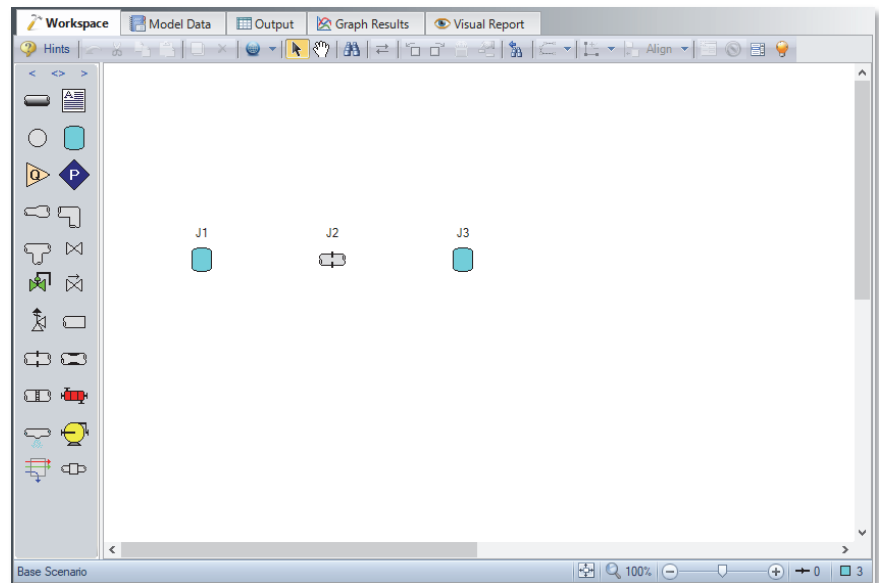 Workspace Model Data Output Graph Results Visual Report
Hints Align
< <> >
A
Q P
J1 J2 J3
< >
Base Scenario 100% 0 3